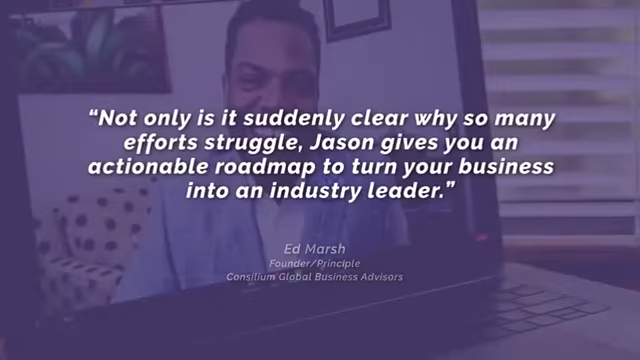 “Not only is it suddenly clear why so many
efforts struggle, Jason gives you an
actionable roadmap to turn your business
into an industry leader.”
Ed Marsh
Founder/Principle
Consilium Global Business Advisors